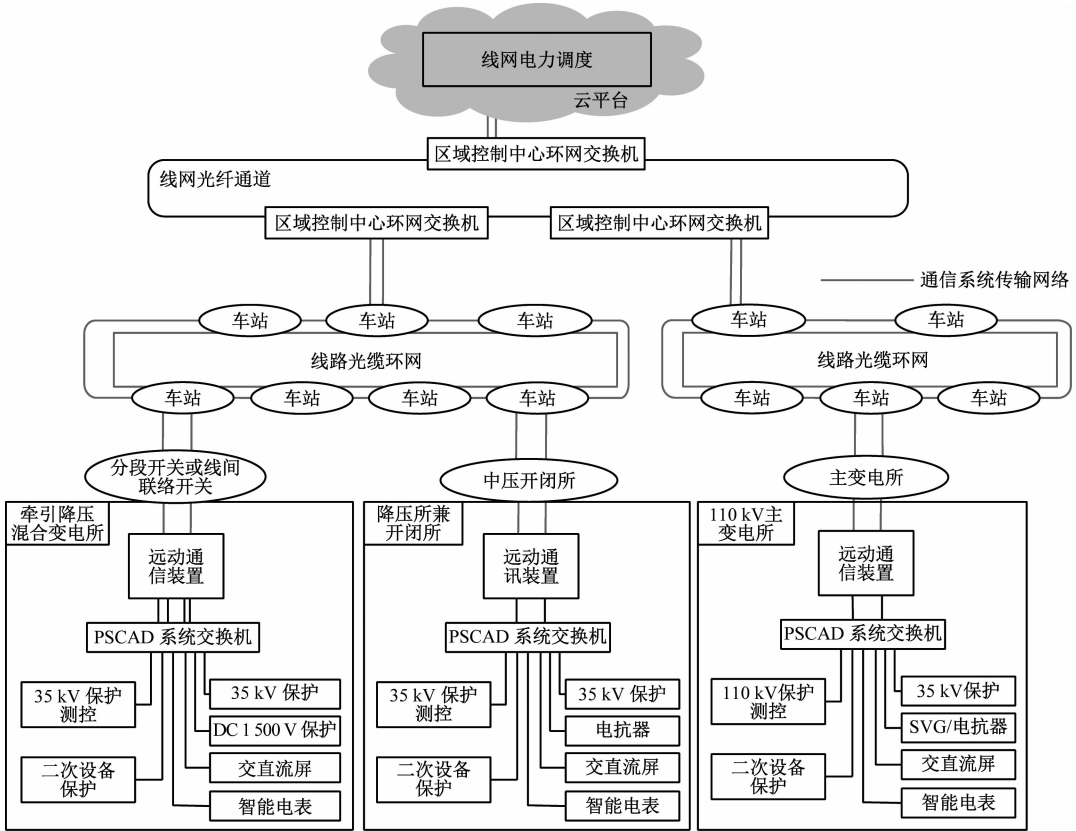 线网电力调度
云平台
区域控制中心环网交换机
线网光纤通道
区域控制中心环网交换机
区域控制中心环网交换机
通信系统传输网络
车站
车站
车站
车站
车站
线路光缆环网
线路光缆环网
车站
车站
车站
车站
车站
车站
车站
分段开关或线间
联络开关
中压开闭所
主变电所
牵引降压
混合变电所
远动通
信装置
PSCAD 系统交换机
35 kV 保护
测控
35 kV 保护
DC 1 500 V 保护
二次设备
保护
交直流屏
智能电表
降压所兼
开闭所
远动通
讯装置
PSCAD 系统交换机
35 kV 保护
测控
35 kV 保护
电抗器
二次设备
保护
交直流屏
智能电表
110 kV主
变电所
远动通
信装置
PSCAD 系统交换机
110 kV保护
测控
35 kV保护
SVG/电抗器
二次设备
保护
交直流屏
智能电表